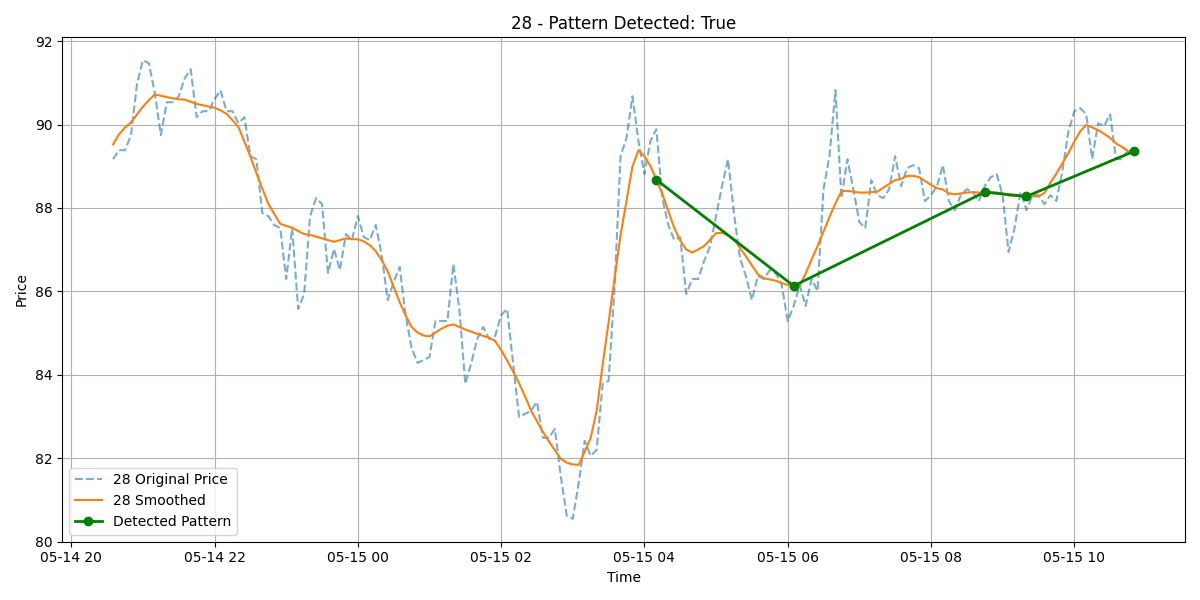 28 - Pattern Detected: True
92
90
88
86
84
82
80
Price
28 Original Price
28 Smoothed
Detected Pattern
05-14 20 05-14 22 05-15 00 05-15 02 05-15 04 05-15 06 05-15 08 05-15 10
Time